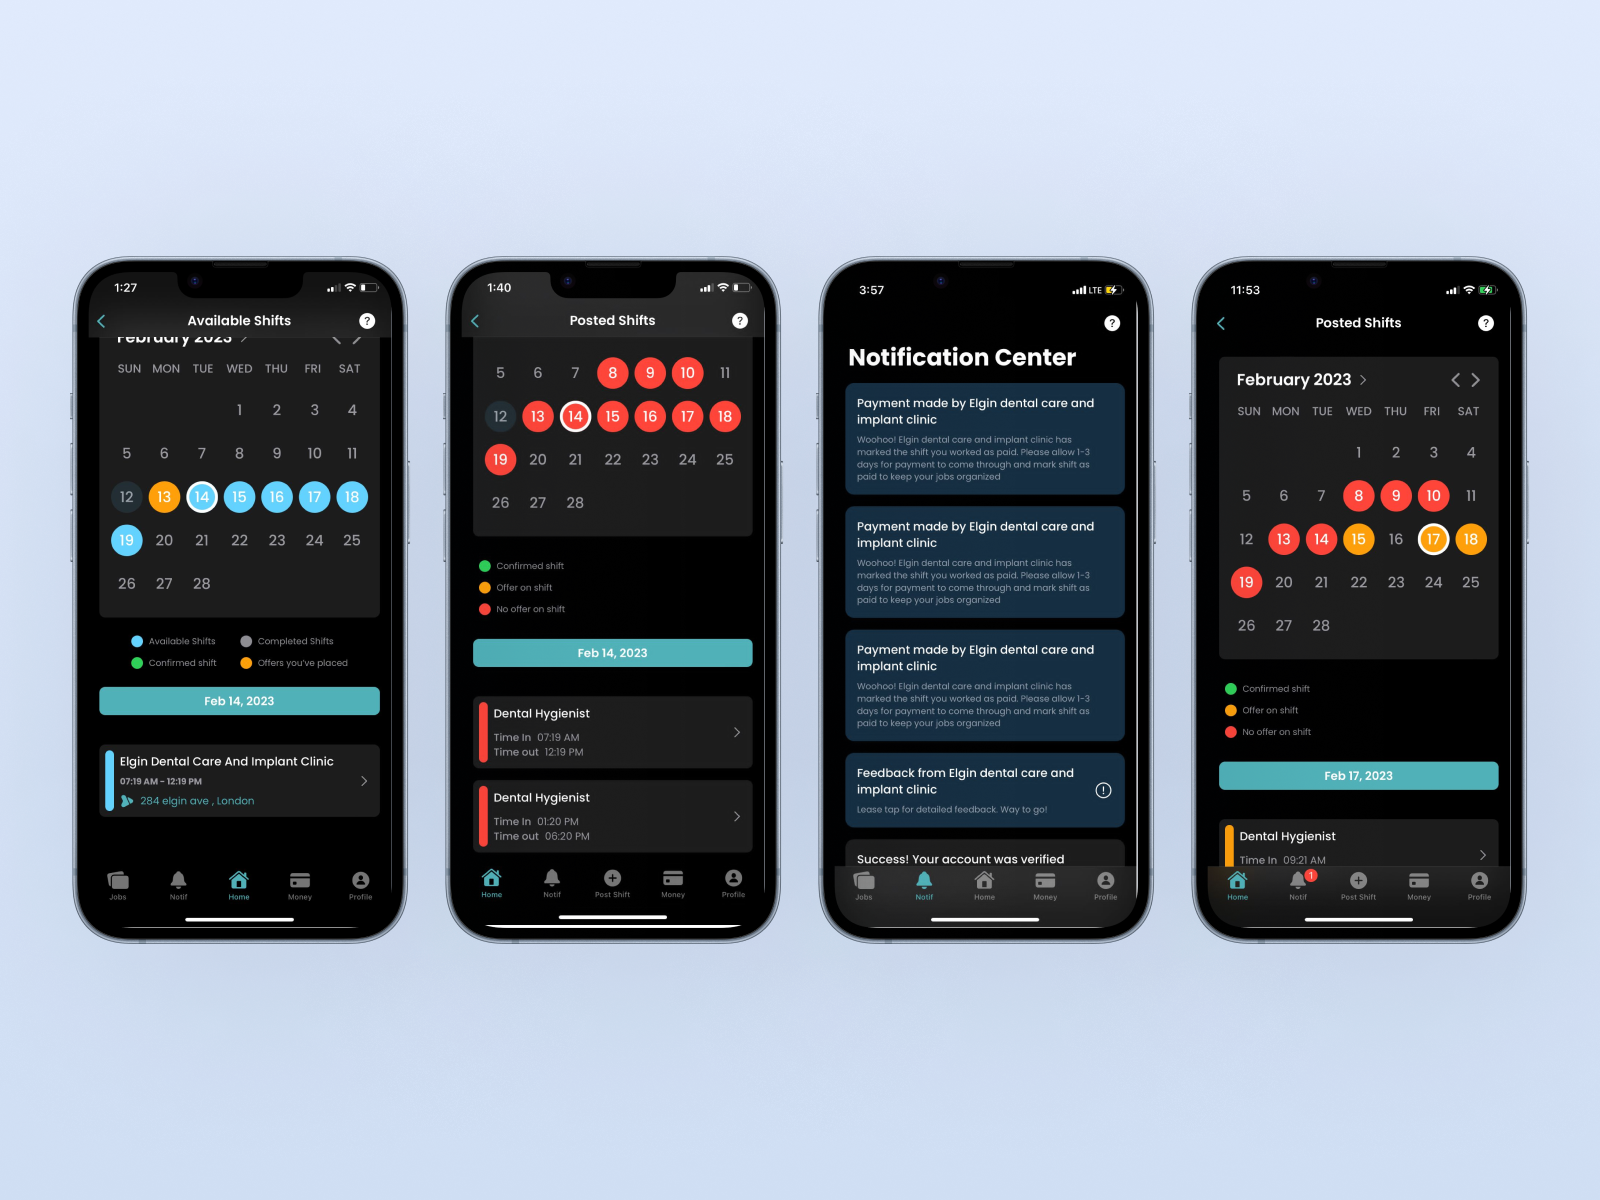 1:27
Available Shifts
?
February 2023
SUN MON TUE WED THU FRI SAT
1 2 3 4
5 6 7 8 9 10 11
12 13 14 15 16 17 18
19 20 21 22 23 24 25
26 27 28
Available Shifts Completed Shifts
Confirmed shift Offers you've placed
Feb 14, 2023
Elgin Dental Care And Implant Clinic
07:19 AM - 12:19 PM
284 elgin ave , London
Jobs Notif Home Money Profile
1:40
Posted Shifts
?
5 6 7 8 9 10 11
12 13 14 15 16 17 18
19 20 21 22 23 24 25
26 27 28
Confirmed shift
Offer on shift
No offer on shift
Feb 14, 2023
Dental Hygienist
Time In 07:19 AM
Time out 12:19 PM
Dental Hygienist
Time In 01:20 PM
Time out 06:20 PM
Home Notif Post Shift Money Profile
3:57
LTE
?
Notification Center
Payment made by Elgin dental care and
implant clinic
Woohoo! Elgin dental care and implant clinic has
marked the shift you worked as paid. Please allow 1-3
days for payment to come through and mark shift as
paid to keep your jobs organized
Payment made by Elgin dental care and
implant clinic
Woohoo! Elgin dental care and implant clinic has
marked the shift you worked as paid. Please allow 1-3
days for payment to come through and mark shift as
paid to keep your jobs organized
Payment made by Elgin dental care and
implant clinic
Woohoo! Elgin dental care and implant clinic has
marked the shift you worked as paid. Please allow 1-3
days for payment to come through and mark shift as
paid to keep your jobs organized
Feedback from Elgin dental care and
implant clinic
Lease tap for detailed feedback. Way to go!
Success! Your account was verified
Jobs Notif Home Money Profile
11:53
Posted Shifts
?
February 2023
SUN MON TUE WED THU FRI SAT
1 2 3 4
5 6 7 8 9 10 11
12 13 14 15 16 17 18
19 20 21 22 23 24 25
26 27 28
Confirmed shift
Offer on shift
No offer on shift
Feb 17, 2023
Dental Hygienist
Time In 09:21 AM
1
Home Notif Post Shift Money Profile